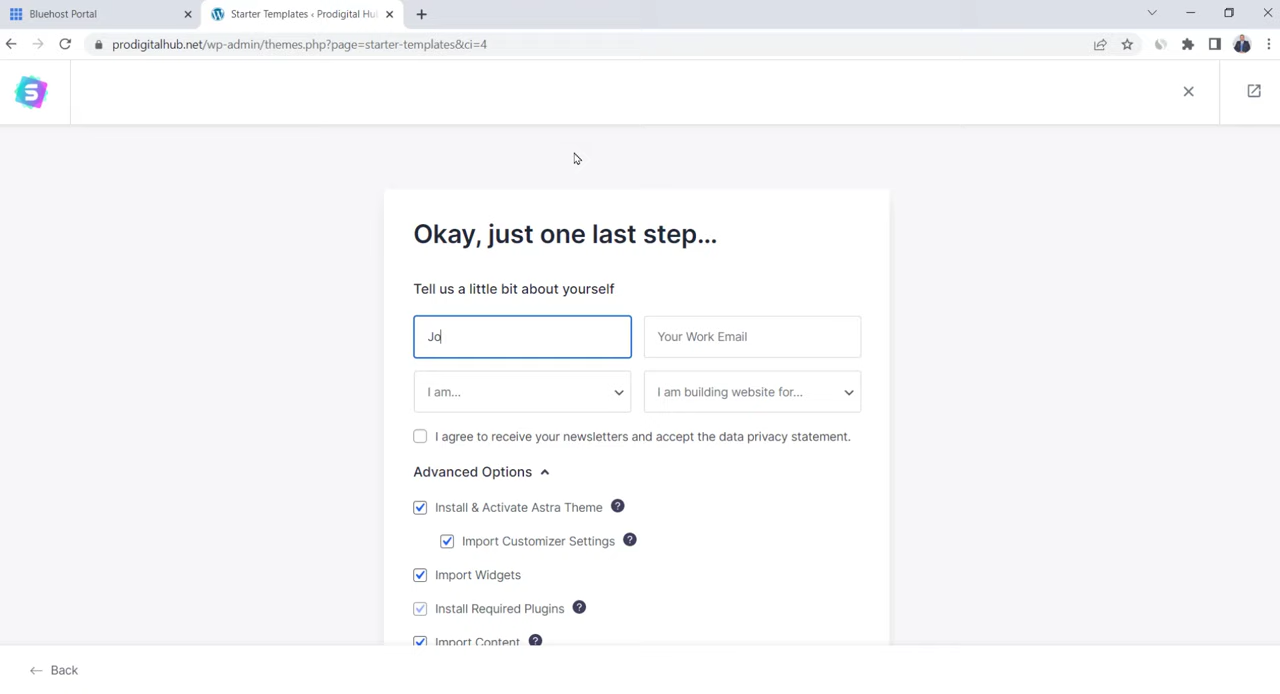 Bluehost Portal
Starter Templates ‹ Prodigital Hu
prodigitalhub.net/wp-admin/themes.php?page=starter-templates&ci=4
S
Okay, just one last step...
Tell us a little bit about yourself
Jo
Your Work Email
I am...
I am building website for...
I agree to receive your newsletters and accept the data privacy statement.
Advanced Options
Install & Activate Astra Theme ?
Import Customizer Settings ?
Import Widgets
Install Required Plugins ?
Import Content ?
← Back